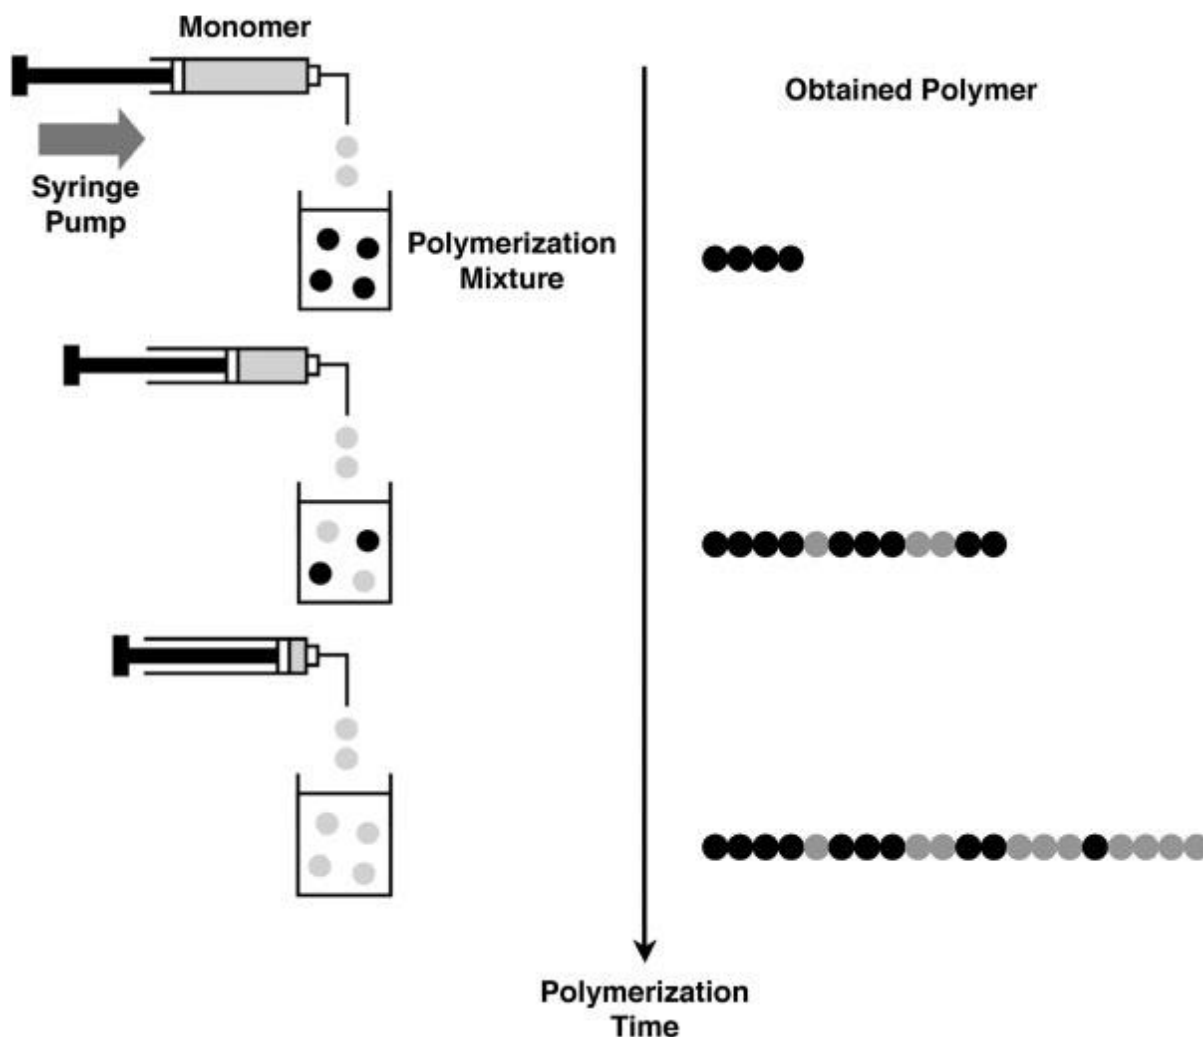 Monomer
Obtained Polymer
Syringe
Pump
Polymerization
Mixture
Polymerization
Time